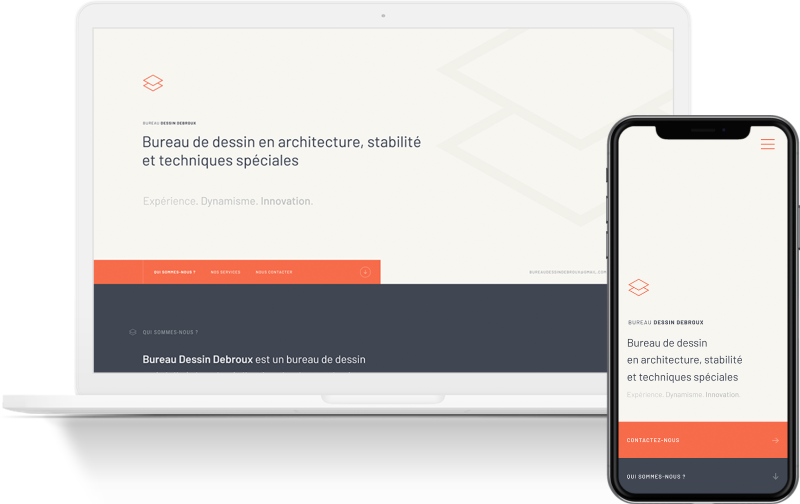 BUREAU DESSIN DEBROUX
Bureau de dessin en architecture, stabilité
et techniques spéciales
Expérience. Dynamisme. Innovation.
QUI SOMMES-NOUS ? NOS SERVICES NOUS CONTACTER
BUREAUDESSINDEBROUX@GMAIL.COM
QUI SOMMES-NOUS ?
Bureau Dessin Debroux est un bureau de dessin
BUREAU DESSIN DEBROUX
Bureau de dessin
en architecture, stabilité
et techniques spéciales
Expérience. Dynamisme. Innovation.
CONTACTEZ-NOUS
QUI SOMMES-NOUS ?